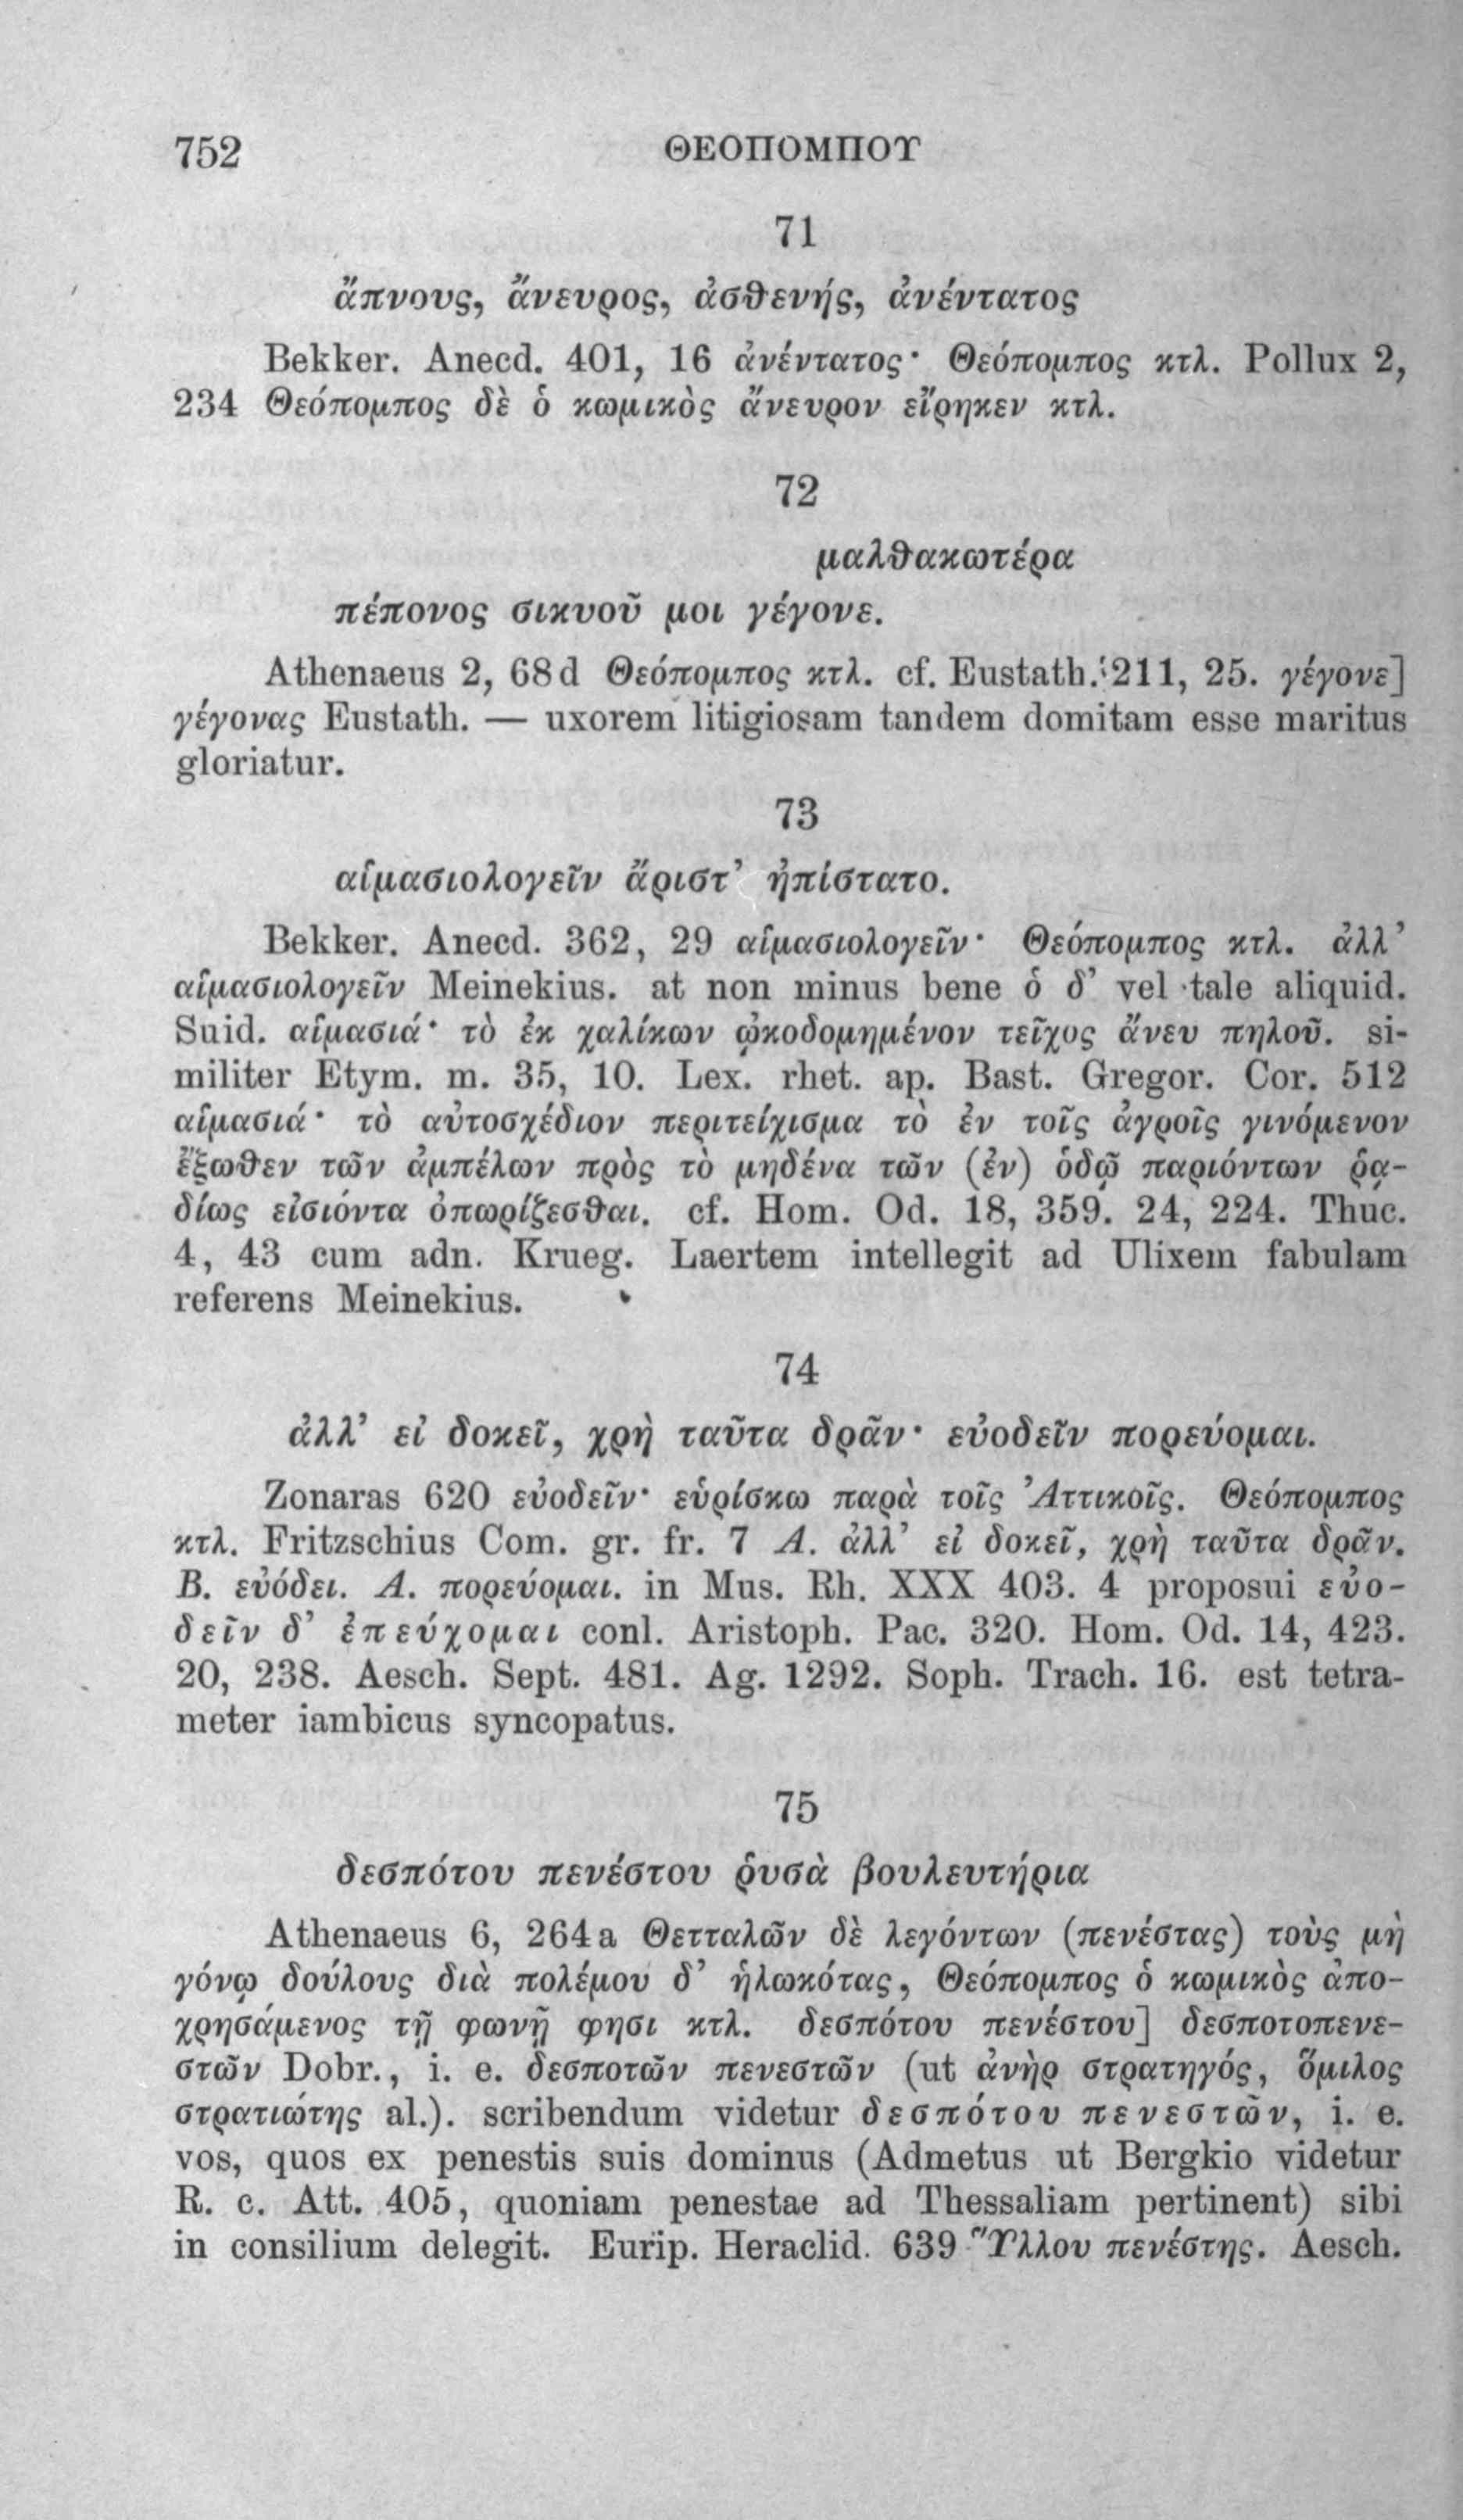 752 ΘΕΟΠΟΜΠΟΥ
71
ἄπνους, ἄνευρος, ἀσθενής, ἀνέντατος
Bekker. Anecd. 401, 16 ἀνέντατος· Θεόπομπος κτλ. Pollux 2,
234 Θεόπομπος δὲ ὁ κωμικὸς ἄνευρον εἴρηκεν κτλ.
72
μαλθακωτέρα
πέπονος σικυοῦ μοι γέγονε.
Athenaeus 2, 68d Θεόπομπος κτλ. cf. Eustath. 211, 25. γέγονε]
γέγονας Eustath. — uxorem litigiosam tandem domitam esse maritus
gloriatur.
73
αἱμασιολογεῖν ἄριστ’ ἠπίστατο.
Bekker. Anecd. 362, 29 αἱμασιολογεῖν· Θεόπομπος κτλ. ἀλλ’
αἱμασιολογεῖν Meinekius. at non minus bene ὁ δ’ vel tale aliquid.
Suid. αἱμασιά· τὸ ἐκ χαλίκων ᾠκοδομημένον τεῖχος ἄνευ πηλοῦ. si-
militer Etym. m. 35, 10. Lex. rhet. ap. Bast. Gregor. Cor. 512
αἱμασιά· τὸ αὐτοσχέδιον περιτείχισμα τὸ ἐν τοῖς ἀγροῖς γινόμενον
ἔξωθεν τῶν ἀμπέλων πρὸς τὸ μηδένα τῶν (ἐν) ὁδῷ παριόντων ῥᾳ-
δίως εἰσιόντα ὀπωρίζεσθαι. cf. Hom. Od. 18, 359. 24, 224. Thuc.
4, 43 cum adn. Krueg. Laertem intellegit ad Ulixem fabulam
referens Meinekius.
74
ἀλλ’ εἰ δοκεῖ, χρὴ ταῦτα δρᾶν· εὐοδεῖν πορεύομαι.
Zonaras 620 εὐοδεῖν· εὑρίσκω παρὰ τοῖς Ἀττικοῖς. Θεόπομπος
κτλ. Fritzschius Com. gr. fr. 7 A. ἀλλ’ εἰ δοκεῖ, χρὴ ταῦτα δρᾶν.
B. εὐόδει. A. πορεύομαι. in Mus. Rh. XXX 403. 4 proposui εὐο-
δεῖν δ’ ἐπεύχομαι conl. Aristoph. Pac. 320. Hom. Od. 14, 423.
20, 238. Aesch. Sept. 481. Ag. 1292. Soph. Trach. 16. est tetra-
meter iambicus syncopatus.
75
δεσπότου πενέστου ῥυσὰ βουλευτήρια
Athenaeus 6, 264a Θετταλῶν δὲ λεγόντων (πενέστας) τοὺς μὴ
γόνῳ δούλους διὰ πολέμου δ’ ἡλωκότας, Θεόπομπος ὁ κωμικὸς ἀπο-
χρησάμενος τῇ φωνῇ φησι κτλ. δεσπότου πενέστου] δεσποτοπενε-
στῶν Dobr., i. e. δεσποτῶν πενεστῶν (ut ἀνὴρ στρατηγός, ὅμιλος
στρατιώτης al.). scribendum videtur δεσπότου πενεστῶν, i. e.
vos, quos ex penestis suis dominus (Admetus ut Bergkio videtur
R. c. Att. 405, quoniam penestae ad Thessaliam pertinent) sibi
in consilium delegit. Eurip. Heraclid. 639 Ὕλλου πενέστης. Aesch.